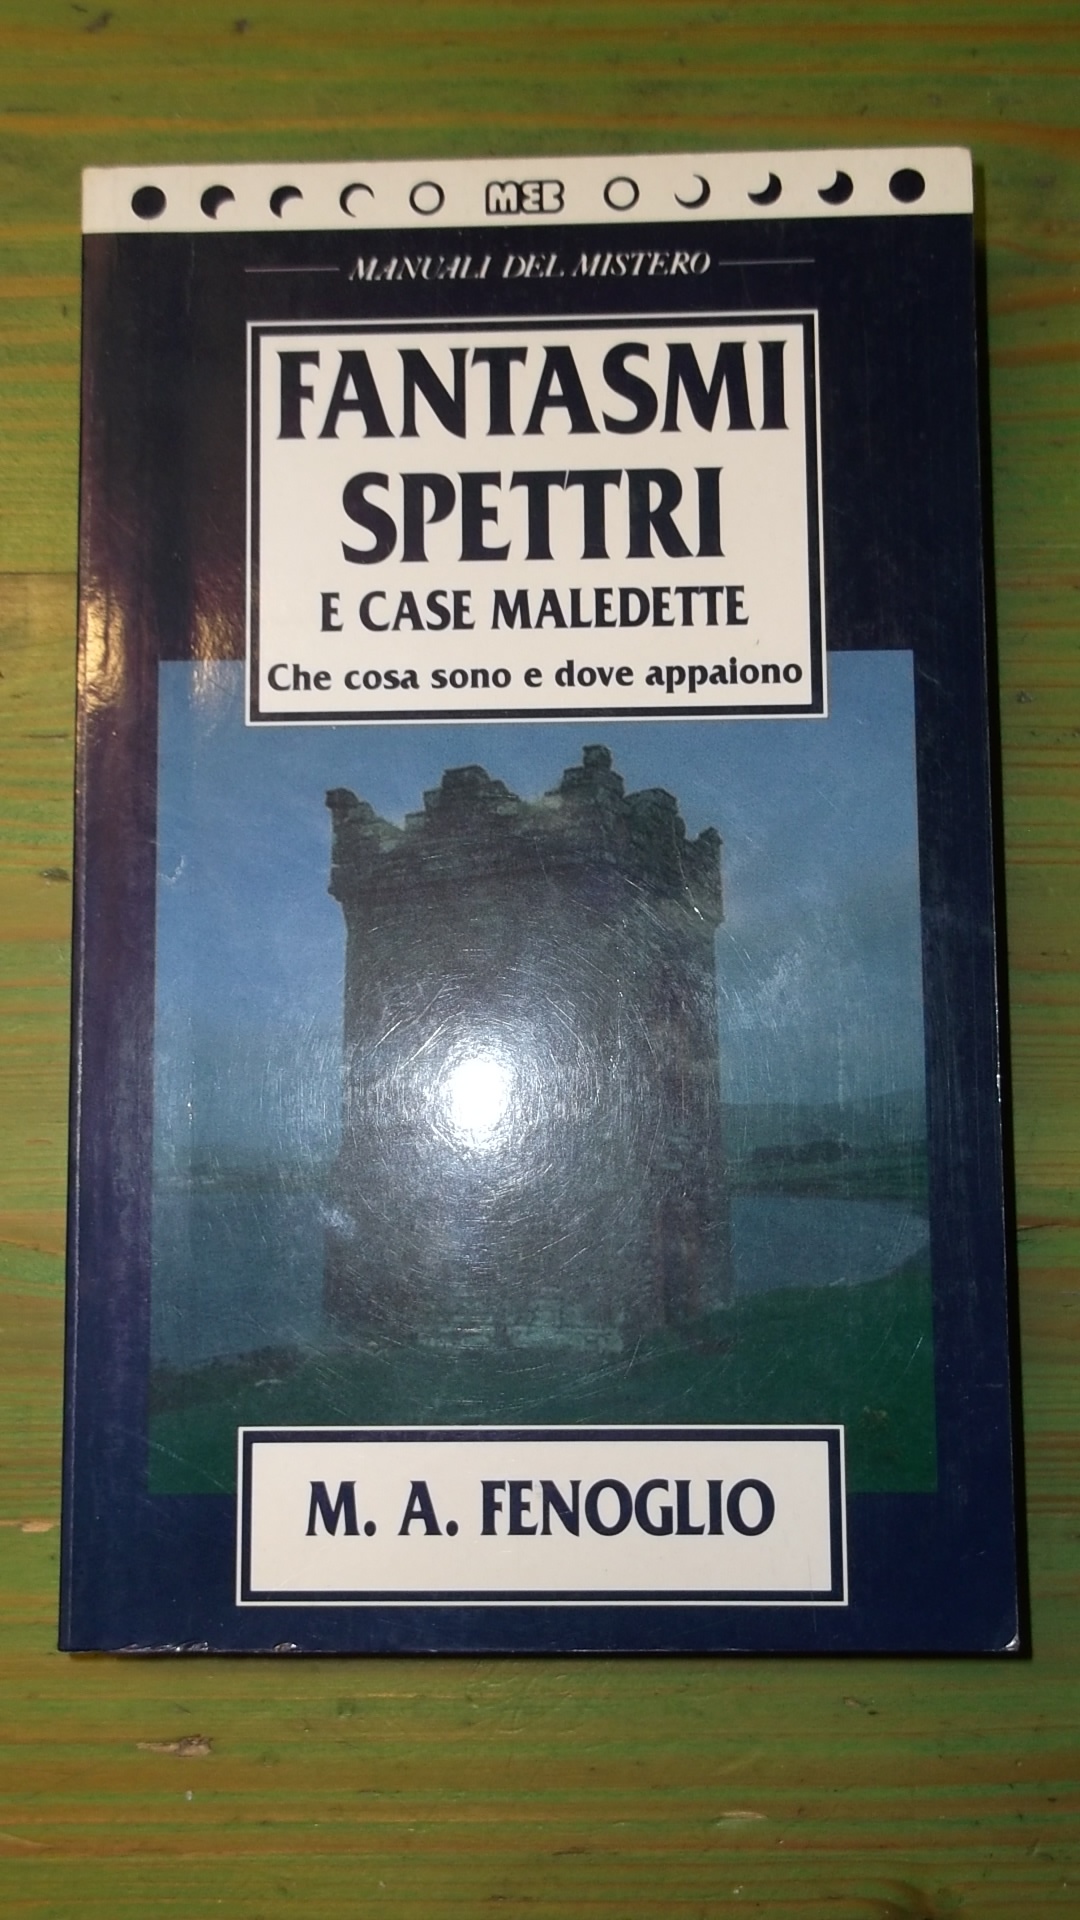 MEB
MANUALI DEL MISTERO
FANTASMI
SPETTRI
E CASE MALEDETTE
Che cosa sono e dove appaiono
M. A. FENOGLIO